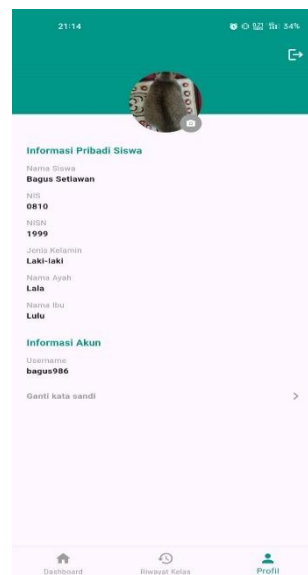 21:14
54%
Informasi Pribadi Siswa
Nama Siswa
Bagus Setiawan
NIS
0810
NISN
1999
Jenis Kelamin
Laki-laki
Nama Ayah
Lala
Nama Ibu
Lulu
Informasi Akun
Username
bagus986
Ganti kata sandi
Dashboard
Riwayat Kelas
Profil